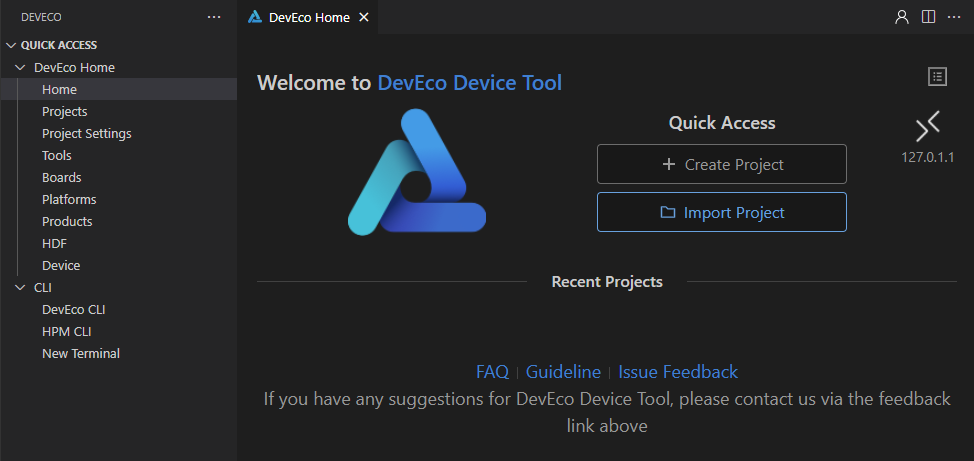 DEVECO
QUICK ACCESS
DevEco Home
Home
Projects
Project Settings
Tools
Boards
Platforms
Products
HDF
Device
CLI
DevEco CLI
HPM CLI
New Terminal
DevEco Home
Welcome to DevEco Device Tool
Quick Access
Create Project
Import Project
127.0.1.1
Recent Projects
FAQ | Guideline | Issue Feedback
If you have any suggestions for DevEco Device Tool, please contact us via the feedback
link above